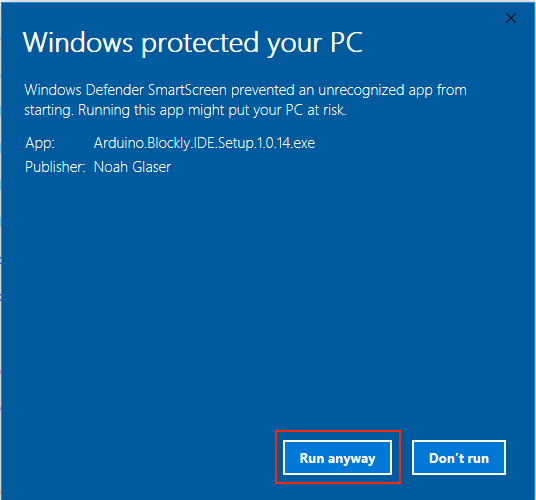 Windows protected your PC
Windows Defender SmartScreen prevented an unrecognized app from
starting. Running this app might put your PC at risk.
App: Arduino.Blockly.IDE.Setup.1.0.14.exe
Publisher: Noah Glaser
Run anyway Don't run